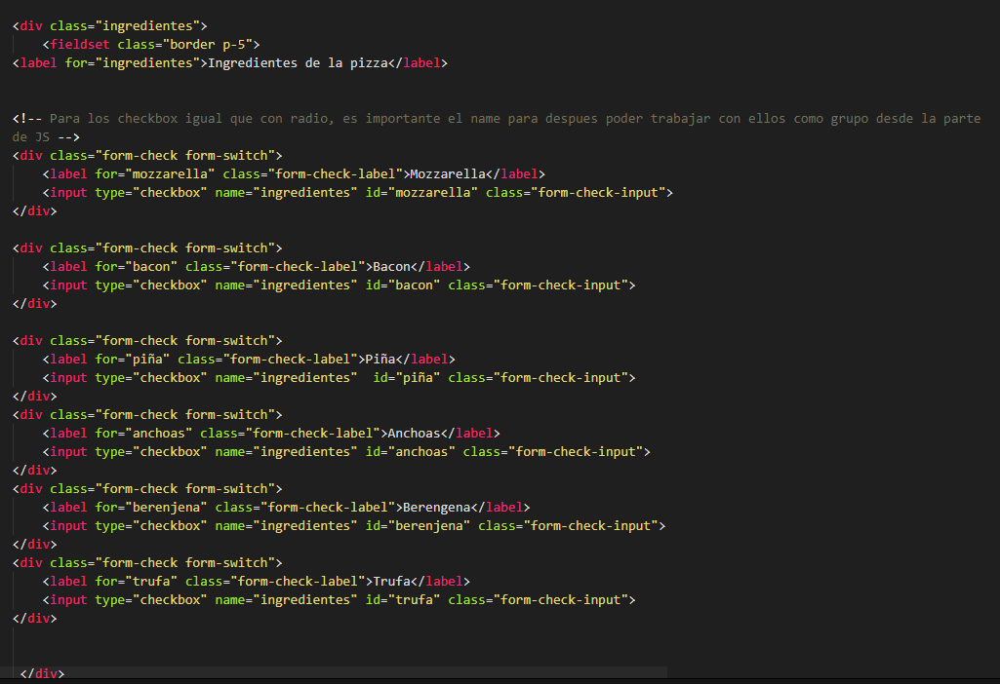 <div class="ingredientes">
<fieldset class="border p-5">
<label for="ingredientes">Ingredientes de la pizza</label>
<!-- Para los checkbox igual que con radio, es importante el name para despues poder trabajar con ellos como grupo desde la parte
de JS -->
<div class="form-check form-switch">
<label for="mozzarella" class="form-check-label">Mozzarella</label>
<input type="checkbox" name="ingredientes" id="mozzarella" class="form-check-input">
</div>
<div class="form-check form-switch">
<label for="bacon" class="form-check-label">Bacon</label>
<input type="checkbox" name="ingredientes" id="bacon" class="form-check-input">
</div>
<div class="form-check form-switch">
<label for="piña" class="form-check-label">Piña</label>
<input type="checkbox" name="ingredientes"  id="piña" class="form-check-input">
</div>
<div class="form-check form-switch">
<label for="anchoas" class="form-check-label">Anchoas</label>
<input type="checkbox" name="ingredientes" id="anchoas" class="form-check-input">
</div>
<div class="form-check form-switch">
<label for="berenjena" class="form-check-label">Berengena</label>
<input type="checkbox" name="ingredientes" id="berenjena" class="form-check-input">
</div>
<div class="form-check form-switch">
<label for="trufa" class="form-check-label">Trufa</label>
<input type="checkbox" name="ingredientes" id="trufa" class="form-check-input">
</div>
</div>